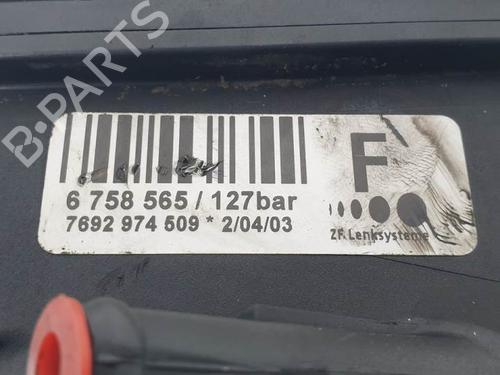 B-PARTS
F
6 758 565 / 127bar
7692 974 509 * 2/04/03
ZF Lenksysteme